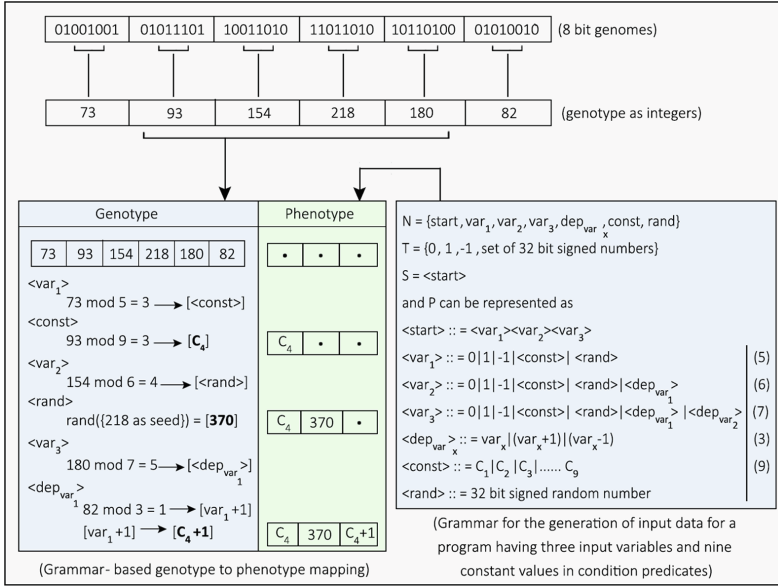 01001001 01011101 10011010 11011010 10110100 01010010 (8 bit genomes)
73 93 154 218 180 82 (genotype as integers)
Genotype Phenotype
73 93 154 218 180 82 • • •
<var₁>
73 mod 5 = 3 → [<const>]
<const>
93 mod 9 = 3 → [C₄] C₄ • •
<var₂>
154 mod 6 = 4 → [<rand>]
<rand>
rand({218 as seed}) = [370] C₄ 370 •
<var₃>
180 mod 7 = 5 → [<dep_var₁>]
<dep_var₁>
82 mod 3 = 1 → [var₁+1]
[var₁+1] → [C₄+1] C₄ 370 C₄+1
(Grammar- based genotype to phenotype mapping)
N = {start, var₁, var₂, var₃, dep_varₓ, const, rand}
T = {0, 1, -1, set of 32 bit signed numbers}
S = <start>
and P can be represented as
<start> :: = <var₁><var₂><var₃>
<var₁> :: = 0|1|-1|<const>| <rand> (5)
<var₂> :: = 0|1|-1|<const>| <rand>|<dep_var₁> (6)
<var₃> :: = 0|1|-1|<const>| <rand>|<dep_var₁> |<dep_var₂> (7)
<dep_varₓ> :: = varₓ|(varₓ+1)|(varₓ-1) (3)
<const> :: = C₁|C₂ |C₃|...... C₉ (9)
<rand> :: = 32 bit signed random number
(Grammar for the generation of input data for a
program having three input variables and nine
constant values in condition predicates)